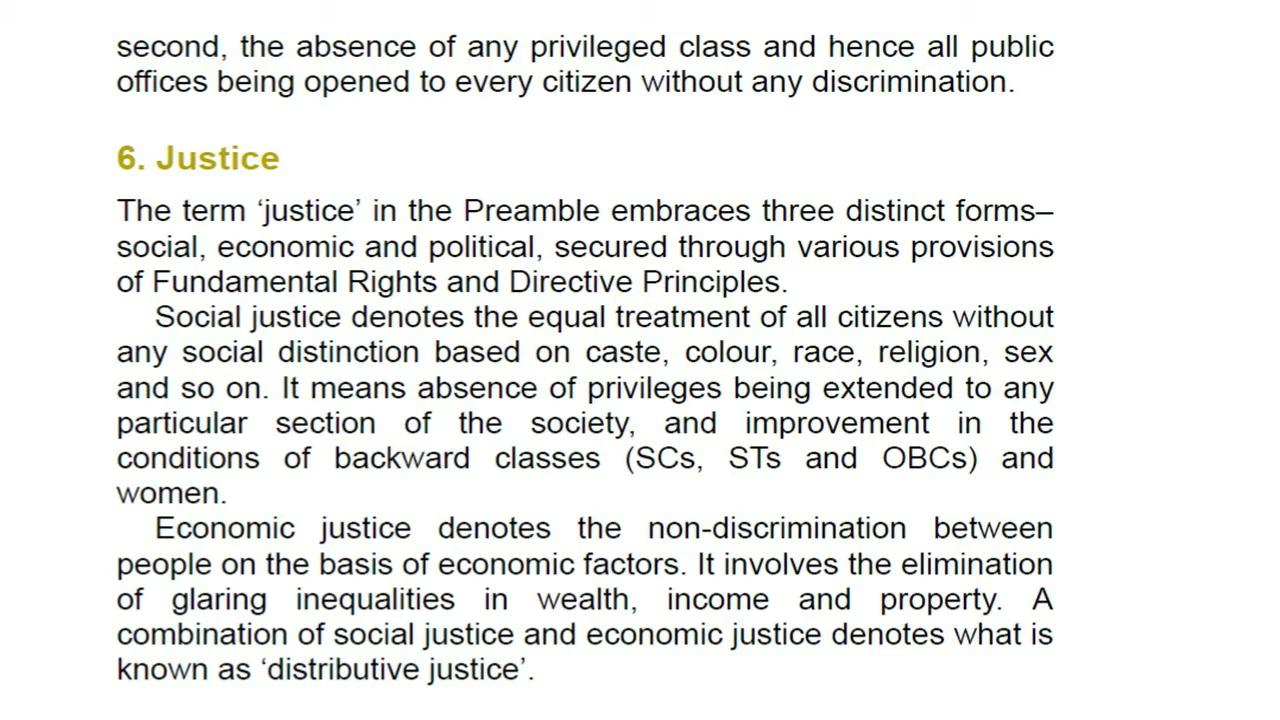 second, the absence of any privileged class and hence all public
offices being opened to every citizen without any discrimination.
6. Justice
The term ‘justice’ in the Preamble embraces three distinct forms–
social, economic and political, secured through various provisions
of Fundamental Rights and Directive Principles.
Social justice denotes the equal treatment of all citizens without
any social distinction based on caste, colour, race, religion, sex
and so on. It means absence of privileges being extended to any
particular section of the society, and improvement in the
conditions of backward classes (SCs, STs and OBCs) and
women.
Economic justice denotes the non-discrimination between
people on the basis of economic factors. It involves the elimination
of glaring inequalities in wealth, income and property. A
combination of social justice and economic justice denotes what is
known as ‘distributive justice’.